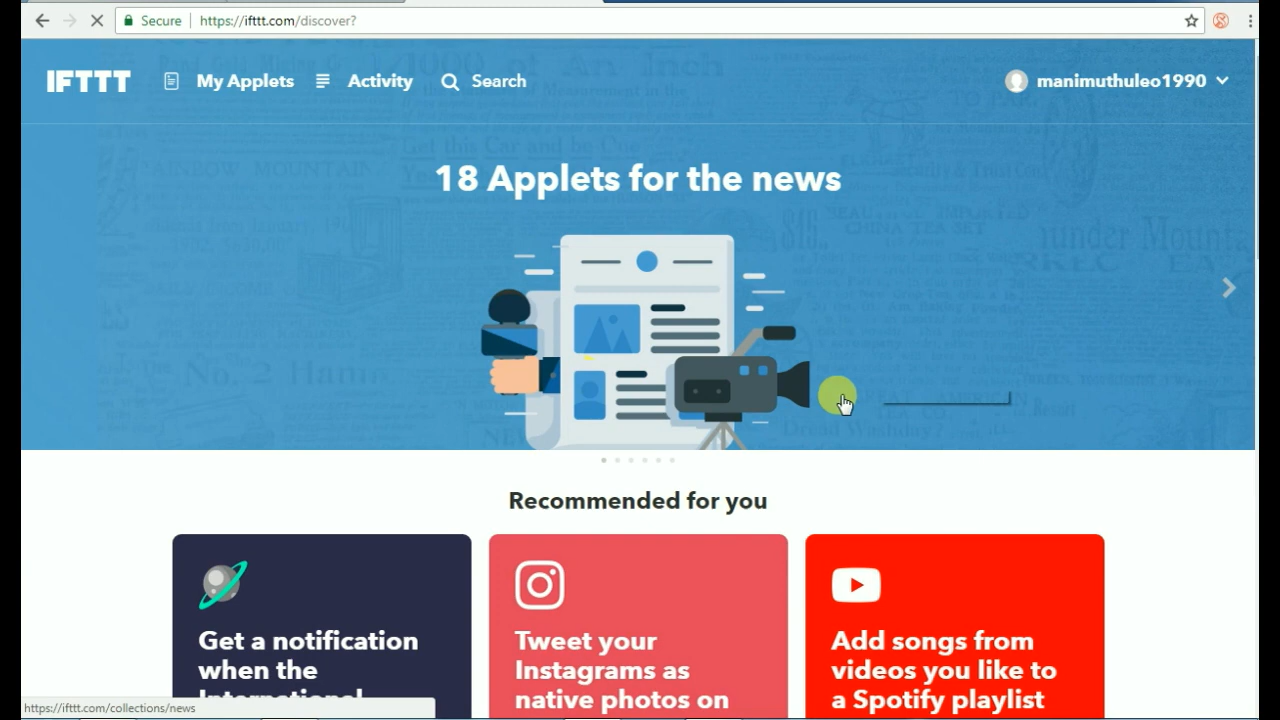 Secure https://ifttt.com/discover?
IFTTT My Applets Activity Search manimuthuleo1990
18 Applets for the news
Recommended for you
Get a notification
when the
International
Tweet your
Instagrams as
native photos on
Add songs from
videos you like to
a Spotify playlist
https://ifttt.com/collections/news